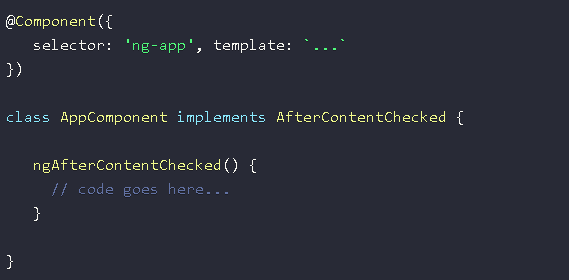 @Component({
selector: 'ng-app', template: `...`
})
class AppComponent implements AfterContentChecked {
ngAfterContentChecked() {
// code goes here...
}
}